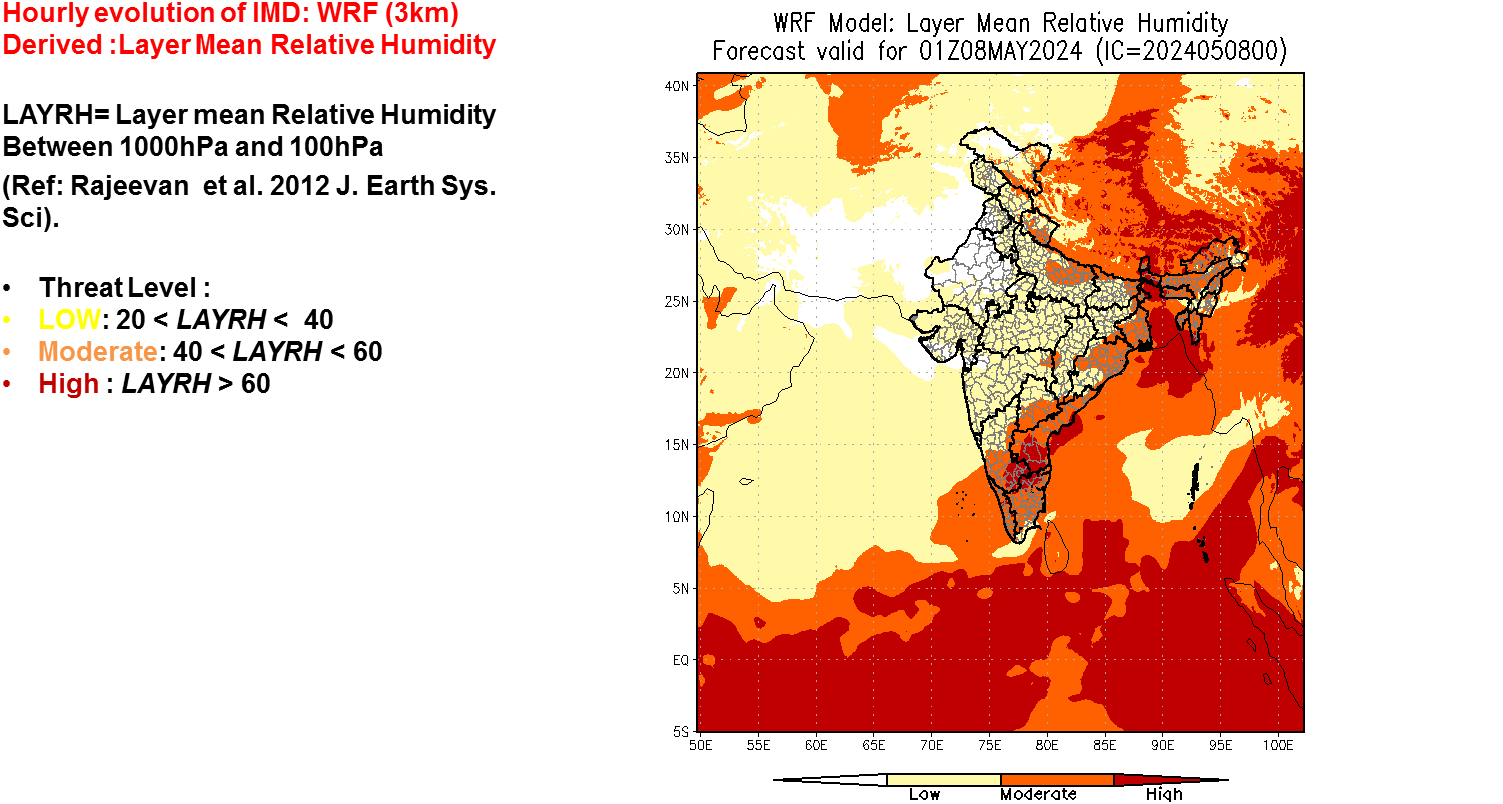 Hourly evolution of IMD: WRF (3km)
Derived :Layer Mean Relative Humidity
LAYRH= Layer mean Relative Humidity
Between 1000hPa and 100hPa
(Ref: Rajeevan et al. 2012 J. Earth Sys.
Sci).
• Threat Level :
• LOW: 20 < LAYRH < 40
• Moderate: 40 < LAYRH < 60
• High : LAYRH > 60
WRF Model: Layer Mean Relative Humidity
Forecast valid for 01Z08MAY2024 (IC=2024050800)
40N
35N
30N
25N
20N
15N
10N
5N
EQ
5S
50E 55E 60E 65E 70E 75E 80E 85E 90E 95E 100E
Low Moderate High